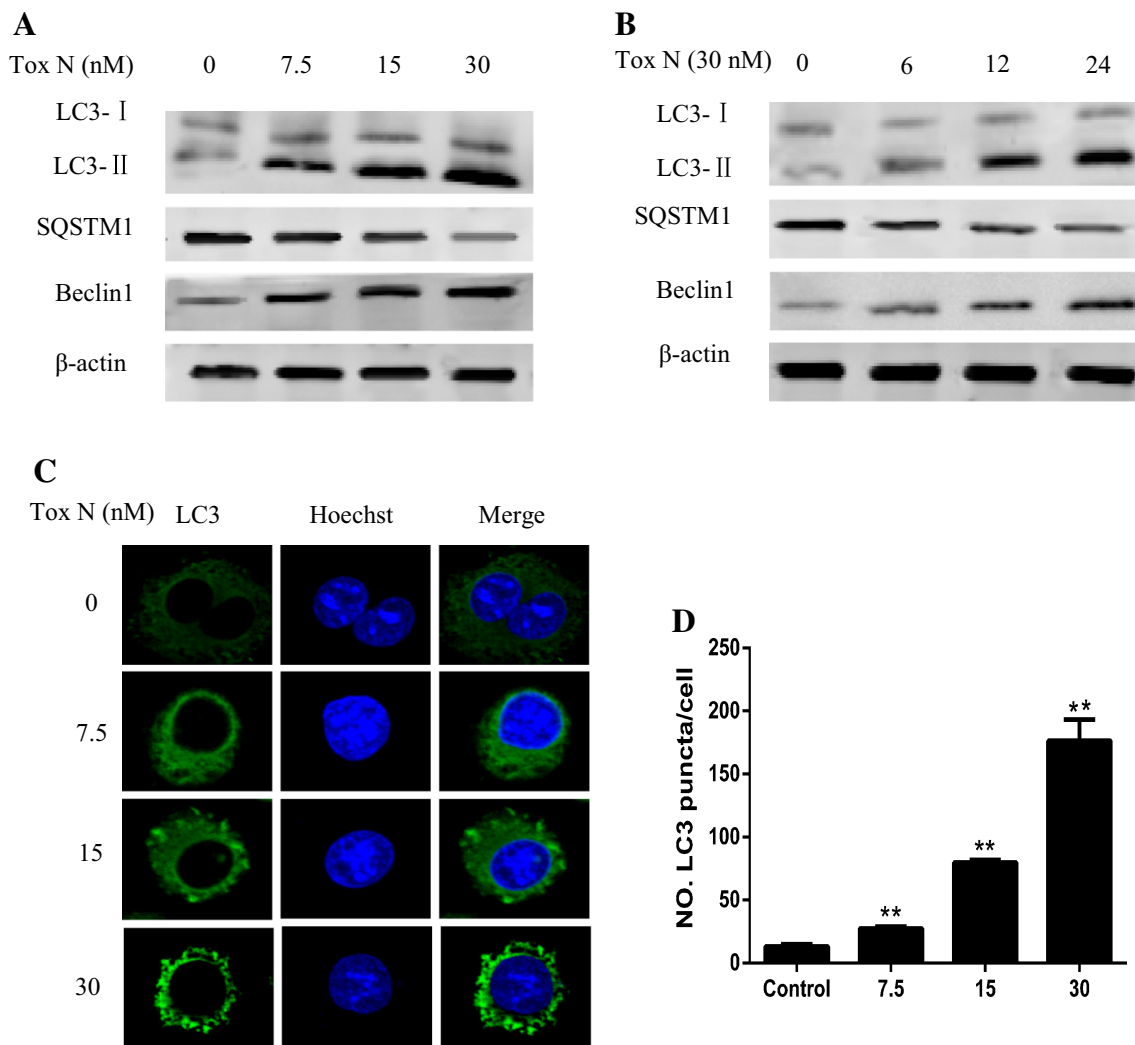 A
Tox N (nM) 0 7.5 15 30
LC3-Ⅰ
LC3-Ⅱ
SQSTM1
Beclin1
β-actin
B
Tox N (30 nM) 0 6 12 24
LC3-Ⅰ
LC3-Ⅱ
SQSTM1
Beclin1
β-actin
C
Tox N (nM) LC3 Hoechst Merge
0
7.5
15
30
D
NO. LC3 puncta/cell
250
200
150
100
50
0
**
**
**
Control 7.5 15 30